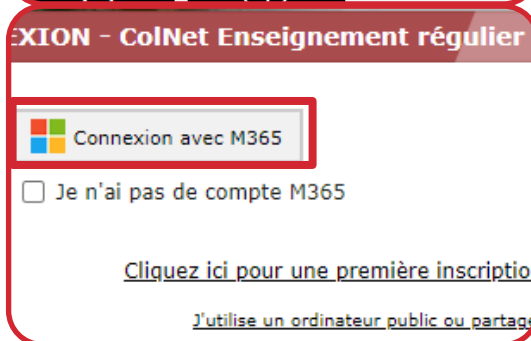 EXION - ColNet Enseignement régulier
Connexion avec M365
Je n'ai pas de compte M365
Cliquez ici pour une première inscriptio
J'utilise un ordinateur public ou partagé